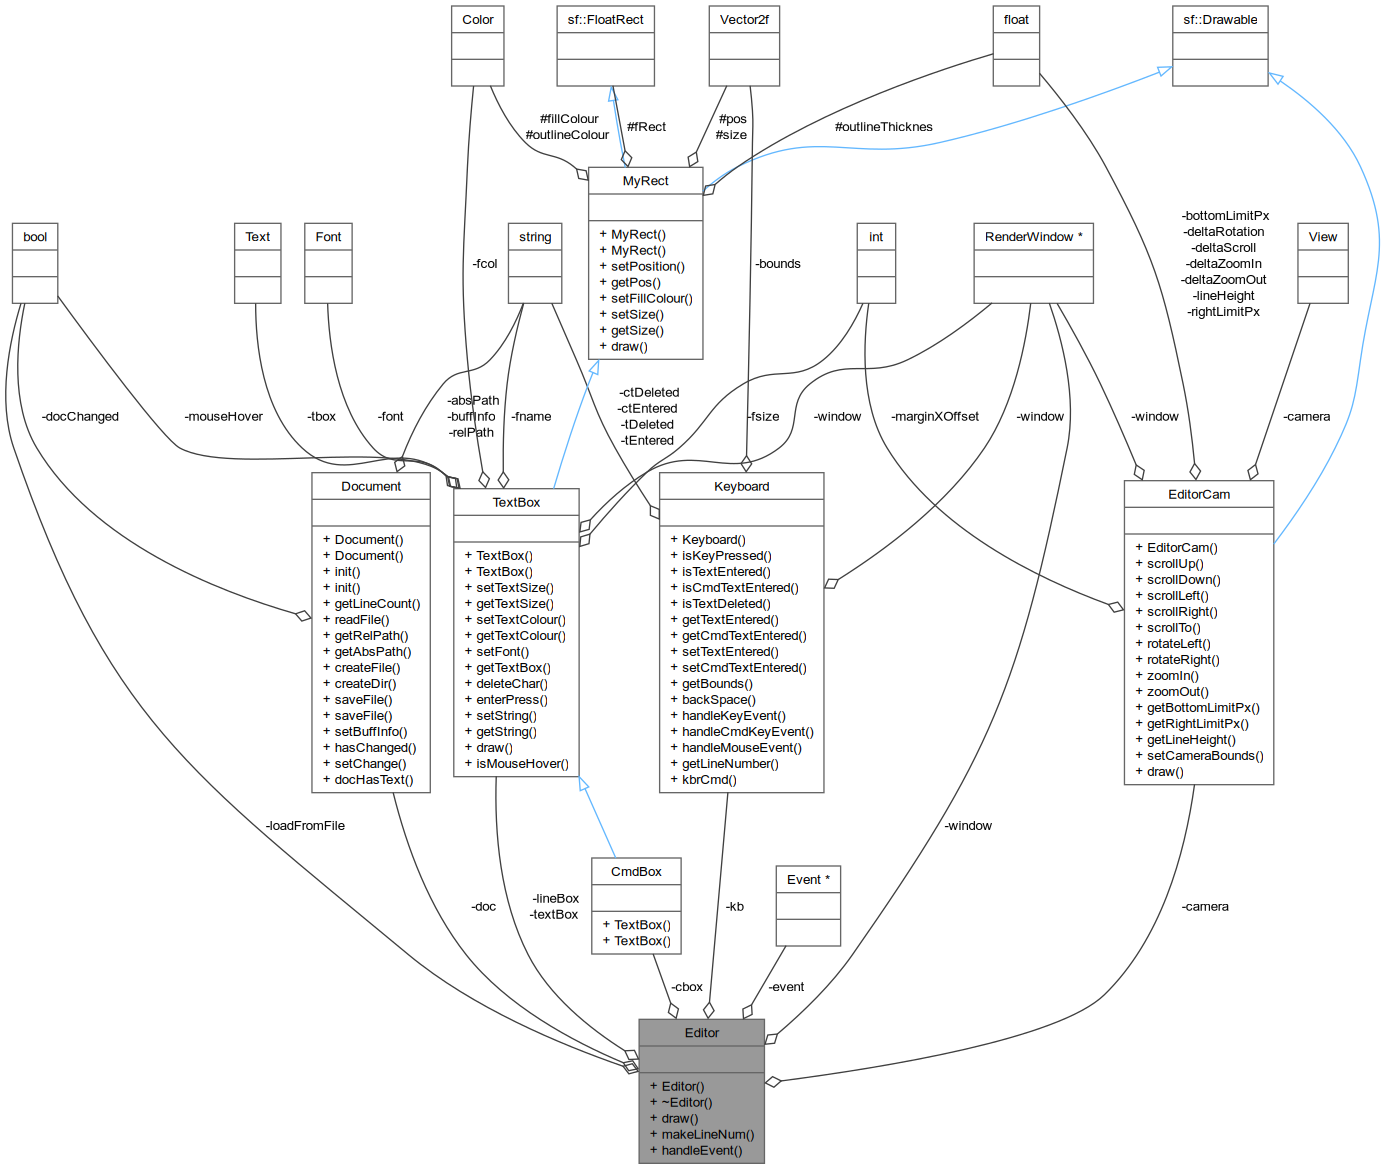 Color
sf::FloatRect
Vector2f
float
sf::Drawable
#fillColour
#outlineColour
#fRect
#pos
#size
#outlineThicknes
MyRect
+ MyRect()
+ MyRect()
+ setPosition()
+ getPos()
+ setFillColour()
+ setSize()
+ getSize()
+ draw()
bool
Text
Font
string
int
RenderWindow *
View
-fcol
-bounds
-bottomLimitPx
-deltaRotation
-deltaScroll
-deltaZoomIn
-deltaZoomOut
-lineHeight
-rightLimitPx
-docChanged
-mouseHover
-tbox
-font
-absPath
-buffInfo
-relPath
-fname
-ctDeleted
-ctEntered
-tDeleted
-tEntered
-fsize
-window
-marginXOffset
-window
-window
-camera
Document
+ Document()
+ Document()
+ init()
+ init()
+ getLineCount()
+ readFile()
+ getRelPath()
+ getAbsPath()
+ createFile()
+ createDir()
+ saveFile()
+ saveFile()
+ setBuffInfo()
+ hasChanged()
+ setChange()
+ docHasText()
TextBox
+ TextBox()
+ TextBox()
+ setTextSize()
+ getTextSize()
+ setTextColour()
+ getTextColour()
+ setFont()
+ getTextBox()
+ deleteChar()
+ enterPress()
+ setString()
+ getString()
+ draw()
+ isMouseHover()
Keyboard
+ Keyboard()
+ isKeyPressed()
+ isTextEntered()
+ isCmdTextEntered()
+ isTextDeleted()
+ getTextEntered()
+ getCmdTextEntered()
+ setTextEntered()
+ setCmdTextEntered()
+ getBounds()
+ backSpace()
+ handleKeyEvent()
+ handleCmdKeyEvent()
+ handleMouseEvent()
+ getLineNumber()
+ kbrCmd()
EditorCam
+ EditorCam()
+ scrollUp()
+ scrollDown()
+ scrollLeft()
+ scrollRight()
+ scrollTo()
+ rotateLeft()
+ rotateRight()
+ zoomIn()
+ zoomOut()
+ getBottomLimitPx()
+ getRightLimitPx()
+ getLineHeight()
+ setCameraBounds()
+ draw()
-loadFromFile
-window
CmdBox
+ TextBox()
+ TextBox()
Event *
-doc
-lineBox
-textBox
-kb
-camera
-cbox
-event
Editor
+ Editor()
+ ~Editor()
+ draw()
+ makeLineNum()
+ handleEvent()